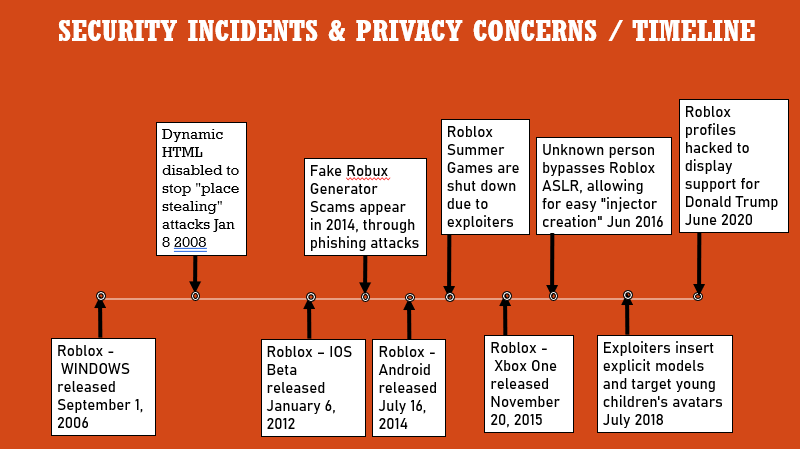 SECURITY INCIDENTS & PRIVACY CONCERNS / TIMELINE
Dynamic
HTML
disabled to
stop "place
stealing"
attacks Jan
8 2008
Fake Robux
Generator
Scams appear
in 2014, through
phishing attacks
Roblox
Summer
Games are
shut down
due to
exploiters
Unknown person
bypasses Roblox
ASLR, allowing
for easy "injector
creation" Jun 2016
Roblox
profiles
hacked to
display
support for
Donald Trump
June 2020
Roblox -
WINDOWS
released
September 1,
2006
Roblox – IOS
Beta
released
January 6,
2012
Roblox -
Android
released
July 16,
2014
Roblox -
Xbox One
released
November
20, 2015
Exploiters insert
explicit models
and target young
children's avatars
July 2018